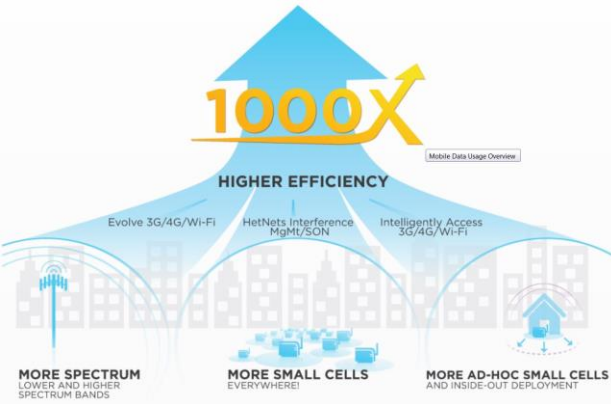 1000X
Mobile Data Usage Overview
HIGHER EFFICIENCY
Evolve 3G/4G/Wi-Fi
HetNets Interference
MgMt/SON
Intelligently Access
3G/4G/Wi-Fi
MORE SPECTRUM
LOWER AND HIGHER
SPECTRUM BANDS
MORE SMALL CELLS
EVERYWHERE!
MORE AD-HOC SMALL CELLS
AND INSIDE-OUT DEPLOYMENT